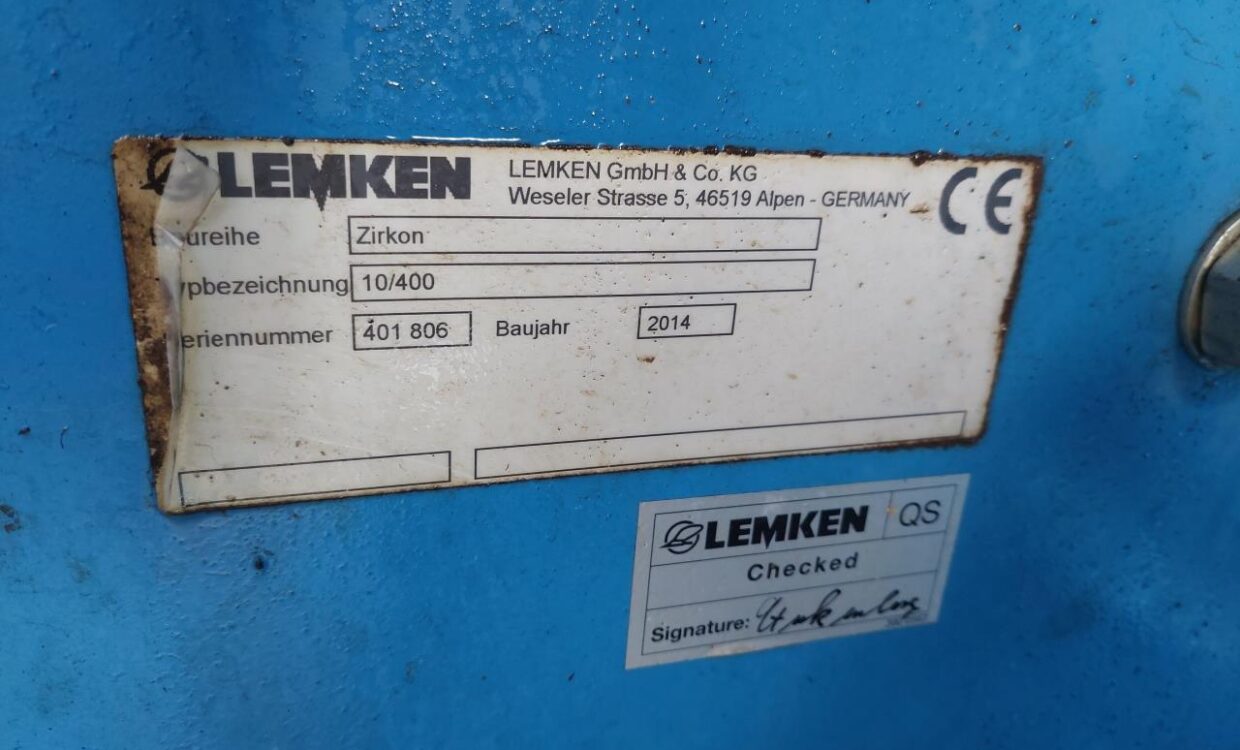 LEMKEN LEMKEN GmbH & Co. KG
Weseler Strasse 5, 46519 Alpen - GERMANY CE
Baureihe Zirkon
ypbezeichnung 10/400
eriennummer 401 806 Baujahr 2014
LEMKEN QS
Checked
Signature: